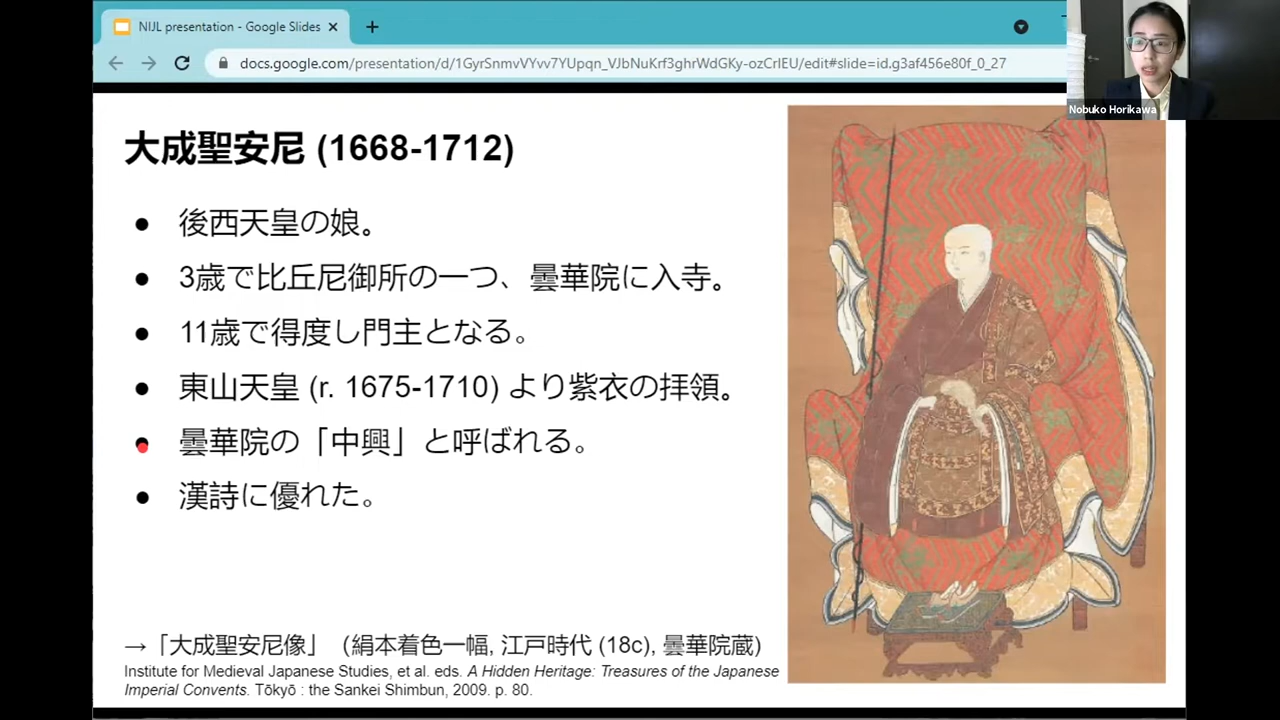 NIJL presentation - Google Slides
docs.google.com/presentation/d/1GyrSnmvVYvv7YUpqn_VJbNuKrf3ghrWdGKy-ozCrIEU/edit#slide=id.g3af456e80f_0_27
Nobuko Horikawa
大成聖安尼 (1668-1712)
● 後西天皇の娘。
● 3歳で比丘尼御所の一つ、曇華院に入寺。
● 11歳で得度し門主となる。
● 東山天皇 (r. 1675-1710) より紫衣の拝領。
● 曇華院の「中興」と呼ばれる。
● 漢詩に優れた。
→「大成聖安尼像」（絹本着色一幅, 江戸時代 (18c), 曇華院蔵)
Institute for Medieval Japanese Studies, et al. eds. A Hidden Heritage: Treasures of the Japanese
Imperial Convents. Tōkyō : the Sankei Shimbun, 2009. p. 80.